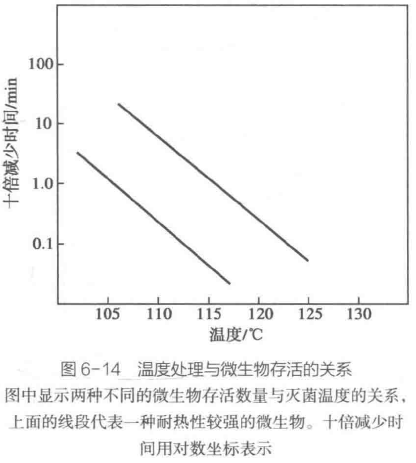 十倍减少时间/min
100
10
1.0
0.1
105 110 115 120 125 130
温度/℃
图6-14 温度处理与微生物存活的关系
图中显示两种不同的微生物存活数量与灭菌温度的关系，
上面的线段代表一种耐热性较强的微生物。十倍减少时
间用对数坐标表示